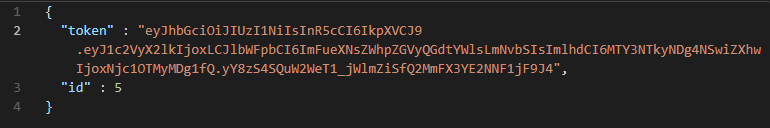 1 {
2 "token" : "eyJhbGciOiJIUzI1NiIsInR5cCI6IkpXVCJ9
.eyJ1c2VyX2lkIjoxLCJlbWFpbCI6ImFueXNsZWhpZGVyQGdtYWlsLmNvbSIsImlhdCI6MTY3NTkyNDg4NSwiZXhw
IjoxNjc1OTMyMDg1fQ.yY8zS4SQuW2WeT1_jWlmZiSfQ2MmFX3YE2NNF1jF9J4",
3 "id" : 5
4 }